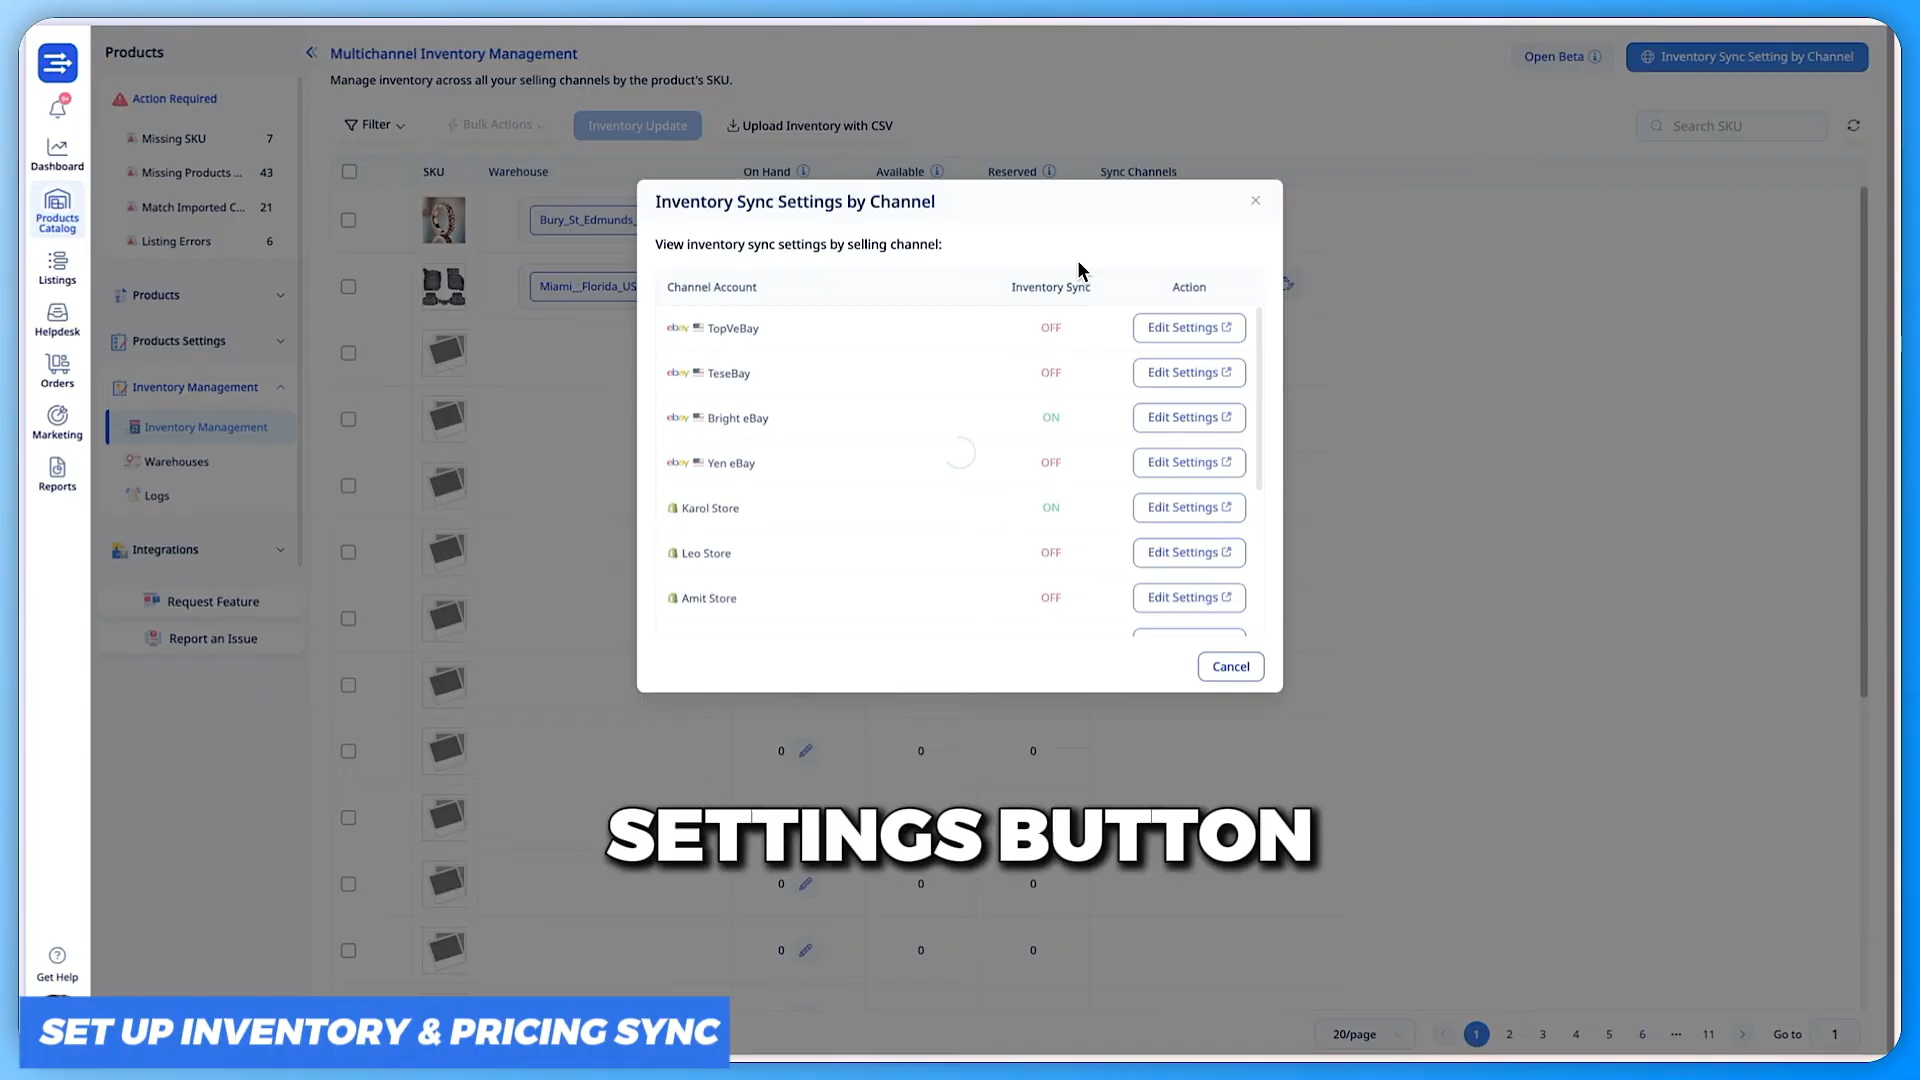 Products
Action Required
Missing SKU 7
Missing Products ... 43
Match Imported C... 21
Listing Errors 6
Products
Products Settings
Inventory Management
Inventory Management
Warehouses
Logs
Integrations
Request Feature
Report an Issue
9+
Dashboard
Products
Catalog
Listings
Helpdesk
Orders
Marketing
Reports
Get Help
Multichannel Inventory Management
Manage inventory across all your selling channels by the product's SKU.
Open Beta
Inventory Sync Setting by Channel
Filter
Bulk Actions
Inventory Update
Upload Inventory with CSV
Search SKU
SKU Warehouse On Hand Available Reserved Sync Channels
Bury_St_Edmunds_
Miami__Florida_US
Inventory Sync Settings by Channel
View inventory sync settings by selling channel:
Channel Account Inventory Sync Action
ebay TopVeBay OFF Edit Settings
ebay TeseBay OFF Edit Settings
ebay Bright eBay ON Edit Settings
ebay Yen eBay OFF Edit Settings
Karol Store ON Edit Settings
Leo Store OFF Edit Settings
Amit Store OFF Edit Settings
Cancel
0 0 0
SETTINGS BUTTON
0 0 0
0 0 0
SET UP INVENTORY & PRICING SYNC
20/page 1 2 3 4 5 6 ... 11 Go to 1